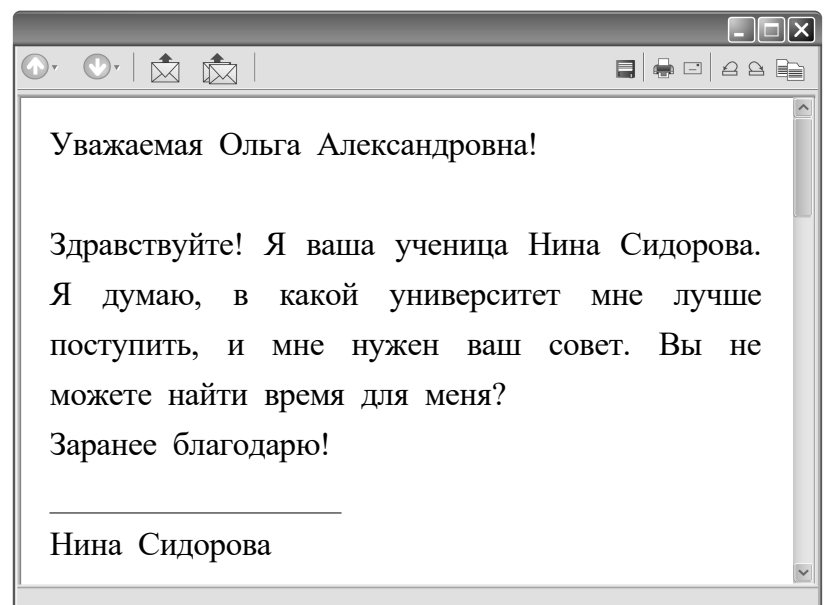 Уважаемая Ольга Александровна!
Здравствуйте! Я ваша ученица Нина Сидорова.
Я думаю, в какой университет мне лучше
поступить, и мне нужен ваш совет. Вы не
можете найти время для меня?
Заранее благодарю!
Нина Сидорова